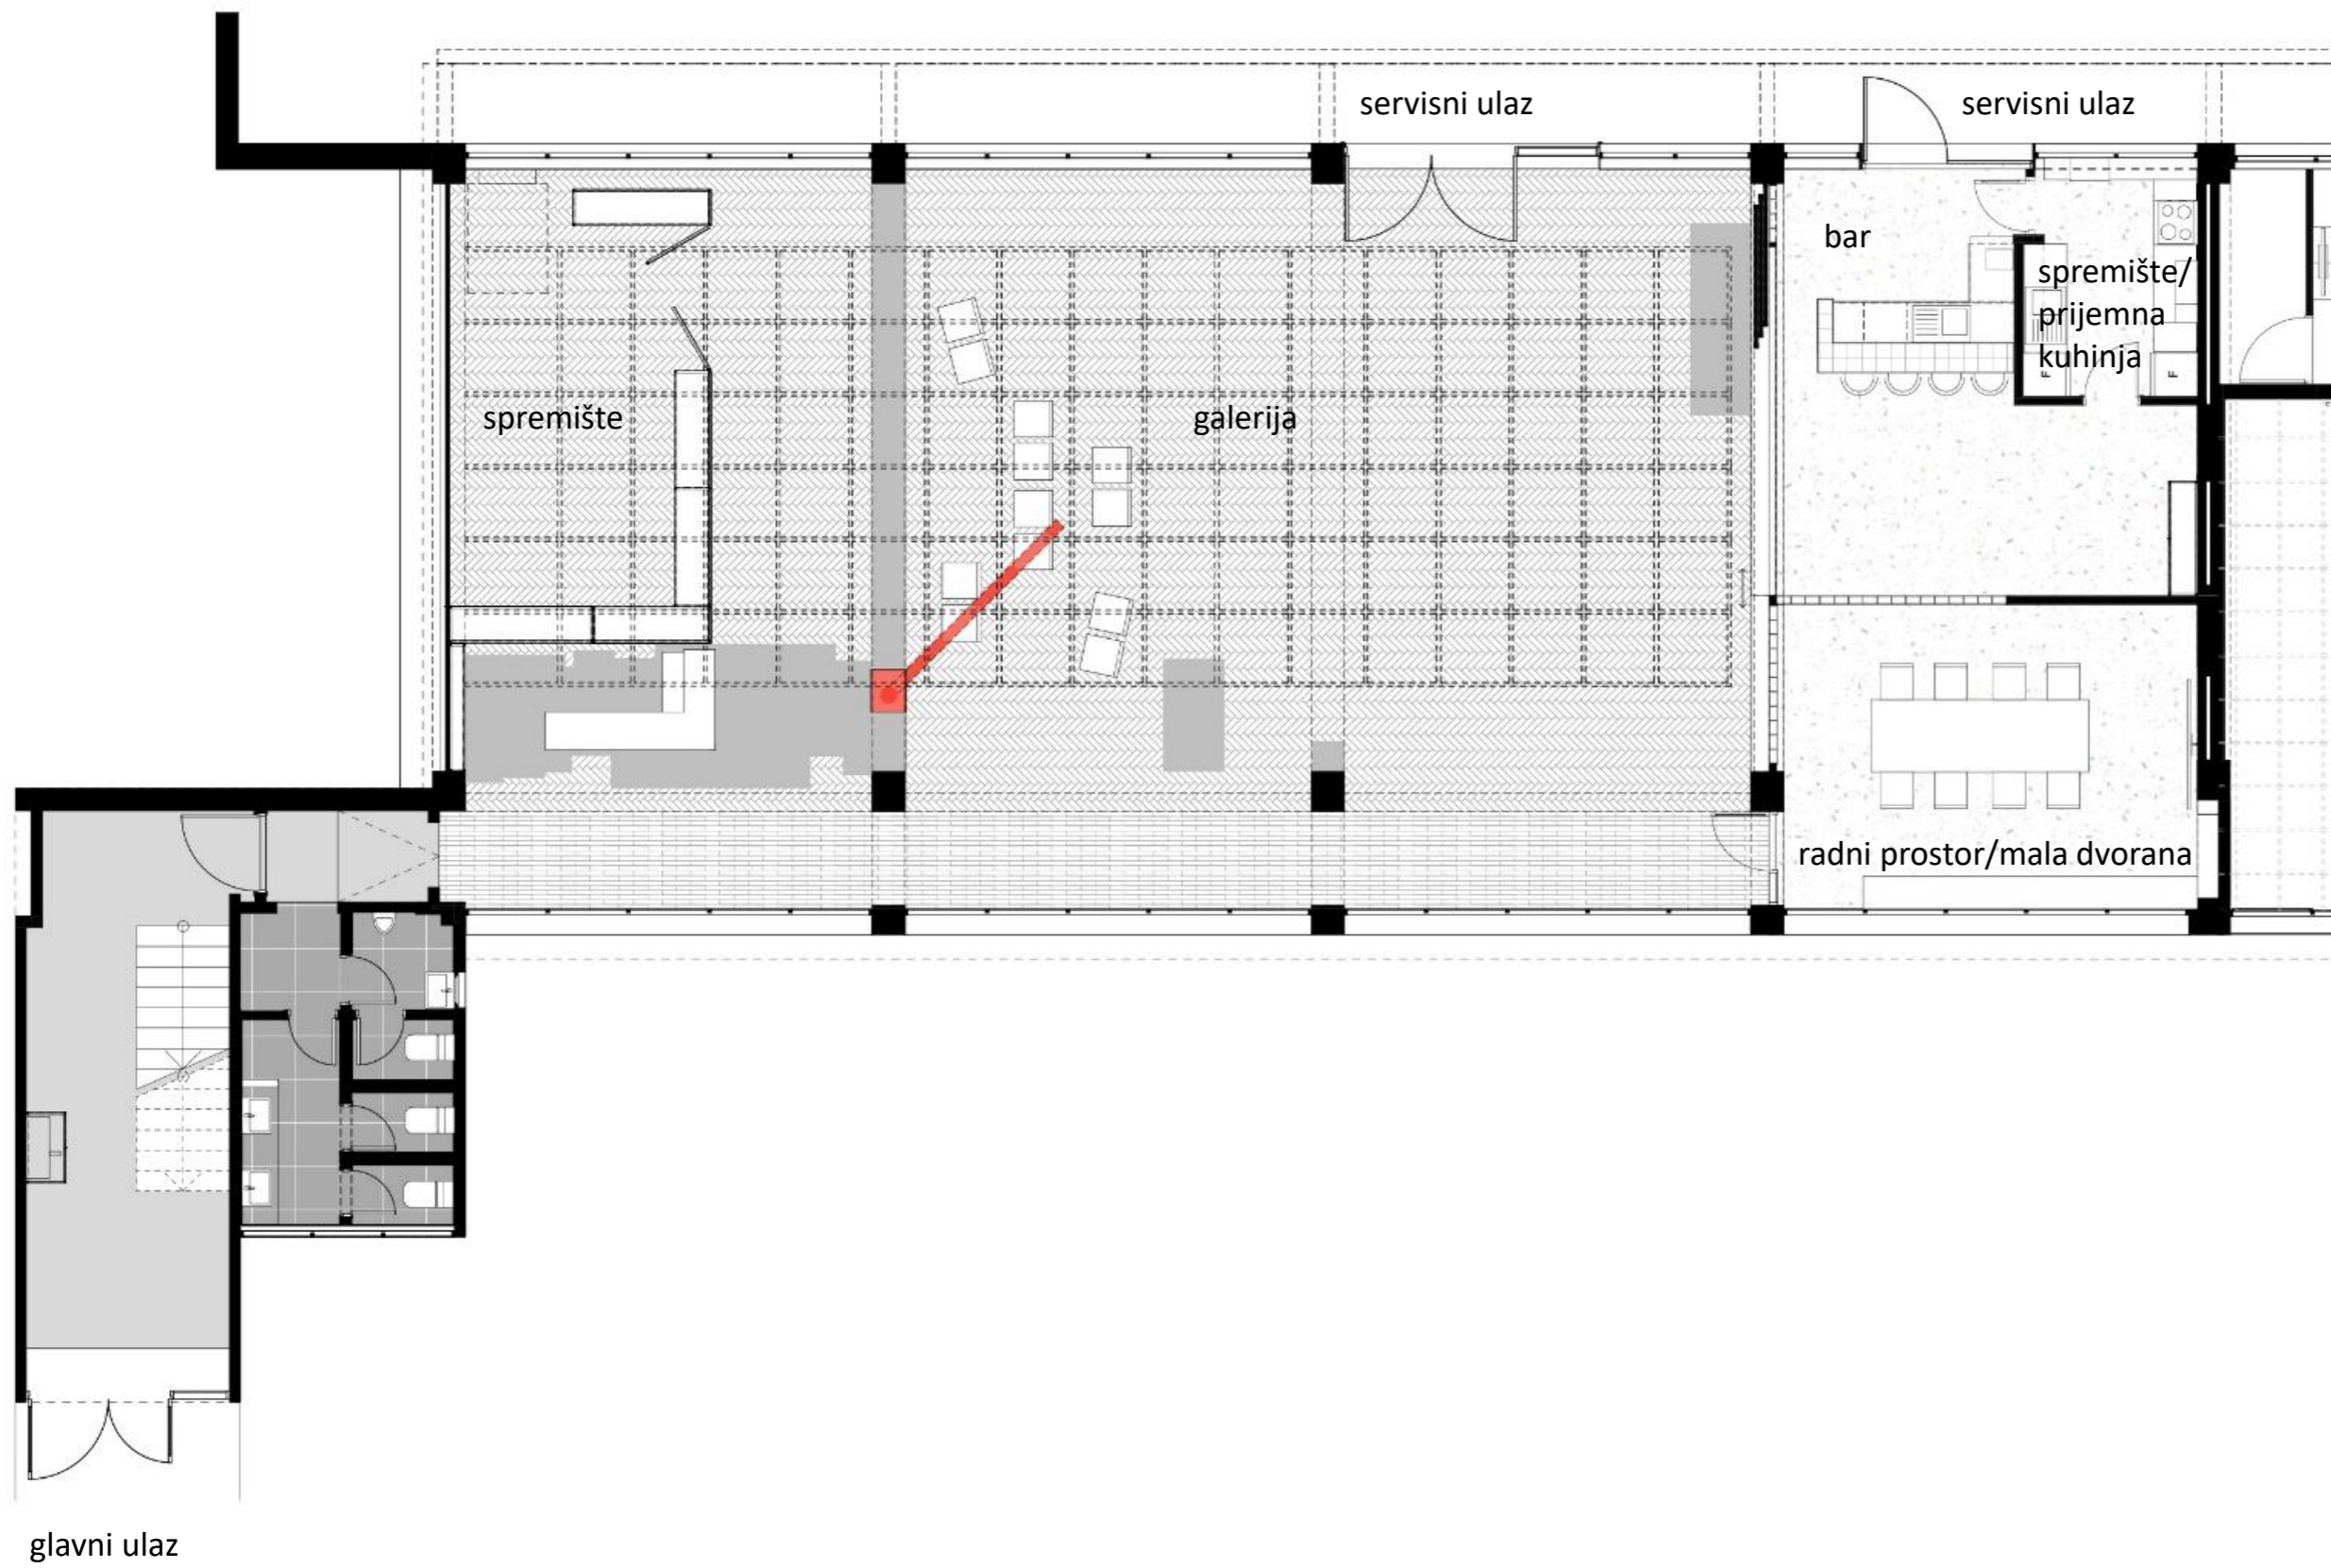 servisni ulaz
servisni ulaz
bar
spremište/
prijemna
kuhinja
F
F
spremište
galerija
radni prostor/mala dvorana
glavni ulaz